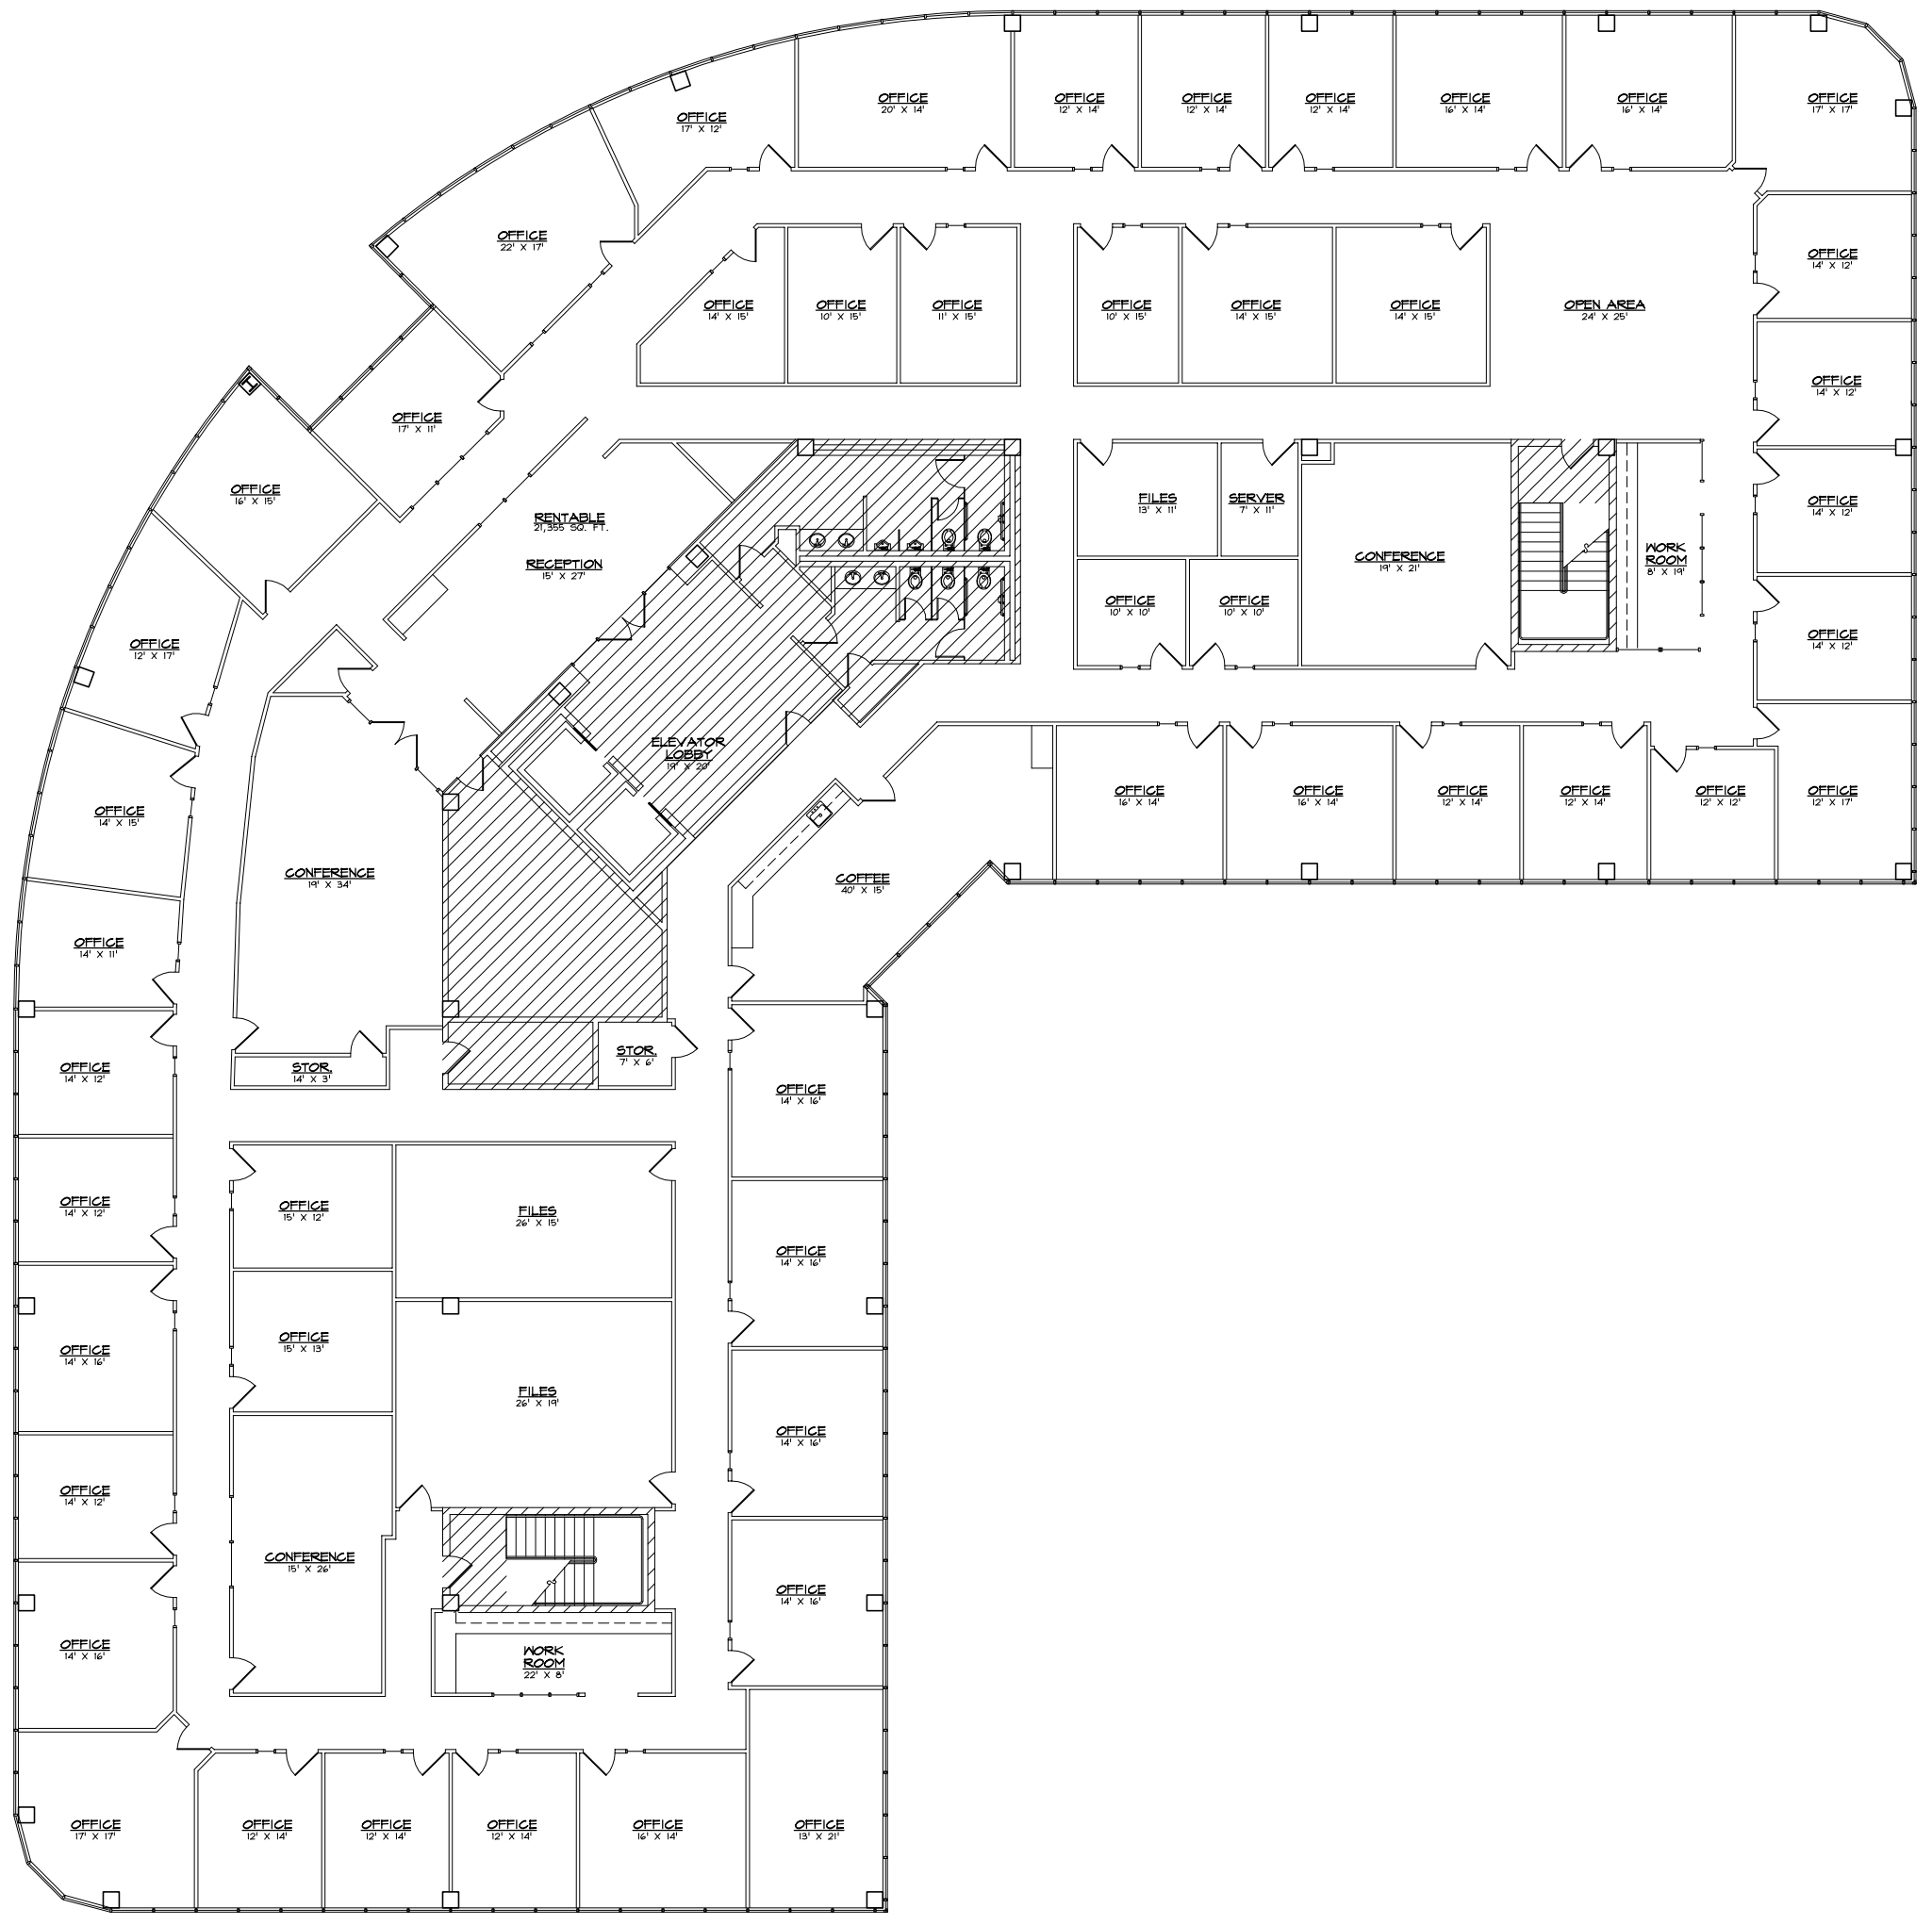 OFFICE
20' X 14'
OFFICE
12' X 14'
OFFICE
12' X 14'
OFFICE
12' X 14'
OFFICE
16' X 14'
OFFICE
16' X 14'
OFFICE
17' X 17'
OFFICE
17' X 12'
OFFICE
22' X 17'
OFFICE
14' X 12'
OFFICE
14' X 15'
OFFICE
10' X 15'
OFFICE
11' X 15'
OFFICE
10' X 15'
OFFICE
14' X 15'
OFFICE
14' X 15'
OPEN AREA
24' X 25'
OFFICE
14' X 12'
OFFICE
17' X 11'
OFFICE
16' X 15'
RENTABLE
21,355 SQ. FT.
FILES
13' X 11'
SERVER
7' X 11'
OFFICE
14' X 12'
RECEPTION
15' X 27'
CONFERENCE
19' X 21'
WORK
ROOM
8' X 19'
OFFICE
10' X 10'
OFFICE
10' X 10'
OFFICE
14' X 12'
OFFICE
12' X 17'
ELEVATOR
LOBBY
19' X 20'
OFFICE
16' X 14'
OFFICE
16' X 14'
OFFICE
12' X 14'
OFFICE
12' X 14'
OFFICE
12' X 12'
OFFICE
12' X 17'
OFFICE
14' X 15'
CONFERENCE
19' X 34'
COFFEE
40' X 15'
OFFICE
14' X 11'
OFFICE
14' X 12'
STOR.
14' X 3'
STOR.
7' X 6'
OFFICE
14' X 16'
OFFICE
14' X 12'
OFFICE
15' X 12'
FILES
26' X 15'
OFFICE
14' X 16'
OFFICE
14' X 16'
OFFICE
15' X 13'
FILES
26' X 19'
OFFICE
14' X 16'
OFFICE
14' X 12'
CONFERENCE
15' X 26'
OFFICE
14' X 16'
OFFICE
14' X 16'
WORK
ROOM
22' X 8'
OFFICE
17' X 17'
OFFICE
12' X 14'
OFFICE
12' X 14'
OFFICE
12' X 14'
OFFICE
16' X 14'
OFFICE
13' X 21'